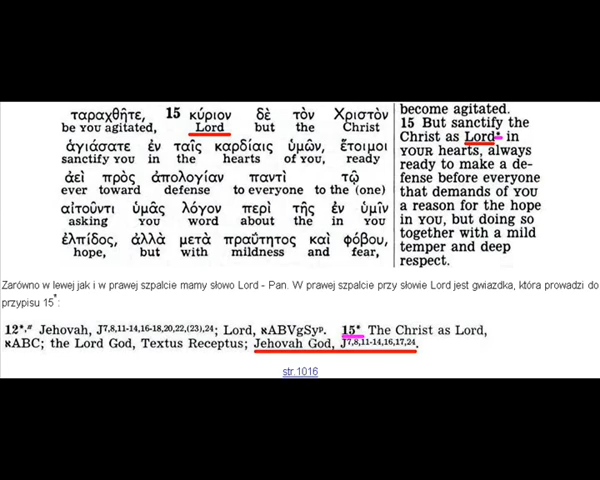 ταραχθῆτε, 15 κύριον δὲ τὸν Χριστὸν
be YOU agitated, Lord but the Christ
ἁγιάσατε ἐν ταῖς καρδίαις ὑμῶν, ἕτοιμοι
sanctify YOU in the hearts of YOU, ready
ἀεὶ πρὸς ἀπολογίαν παντὶ τῷ
ever toward defense to everyone to the (one)
αἰτοῦντι ὑμᾶς λόγον περὶ τῆς ἐν ὑμῖν
asking YOU word about the in YOU
ἐλπίδος, ἀλλὰ μετὰ πραΰτητος καὶ φόβου,
hope, but with mildness and fear,
become agitated.
15 But sanctify the
Christ as Lord* in
YOUR hearts, always
ready to make a de-
fense before everyone
that demands of YOU
a reason for the hope
in YOU, but doing so
together with a mild
temper and deep
respect.
Zarówno w lewej jak i w prawej szpalcie mamy słowo Lord - Pan. W prawej szpalcie przy słowie Lord jest gwiazdka, która prowadzi do
przypisu 15*:
12*,# Jehovah, J7,8,11-14,16-18,20,22,(23),24; Lord, אABVgSyp. 15* The Christ as Lord,
אABC; the Lord God, Textus Receptus; Jehovah God, J7,8,11-14,16,17,24.
str.1016